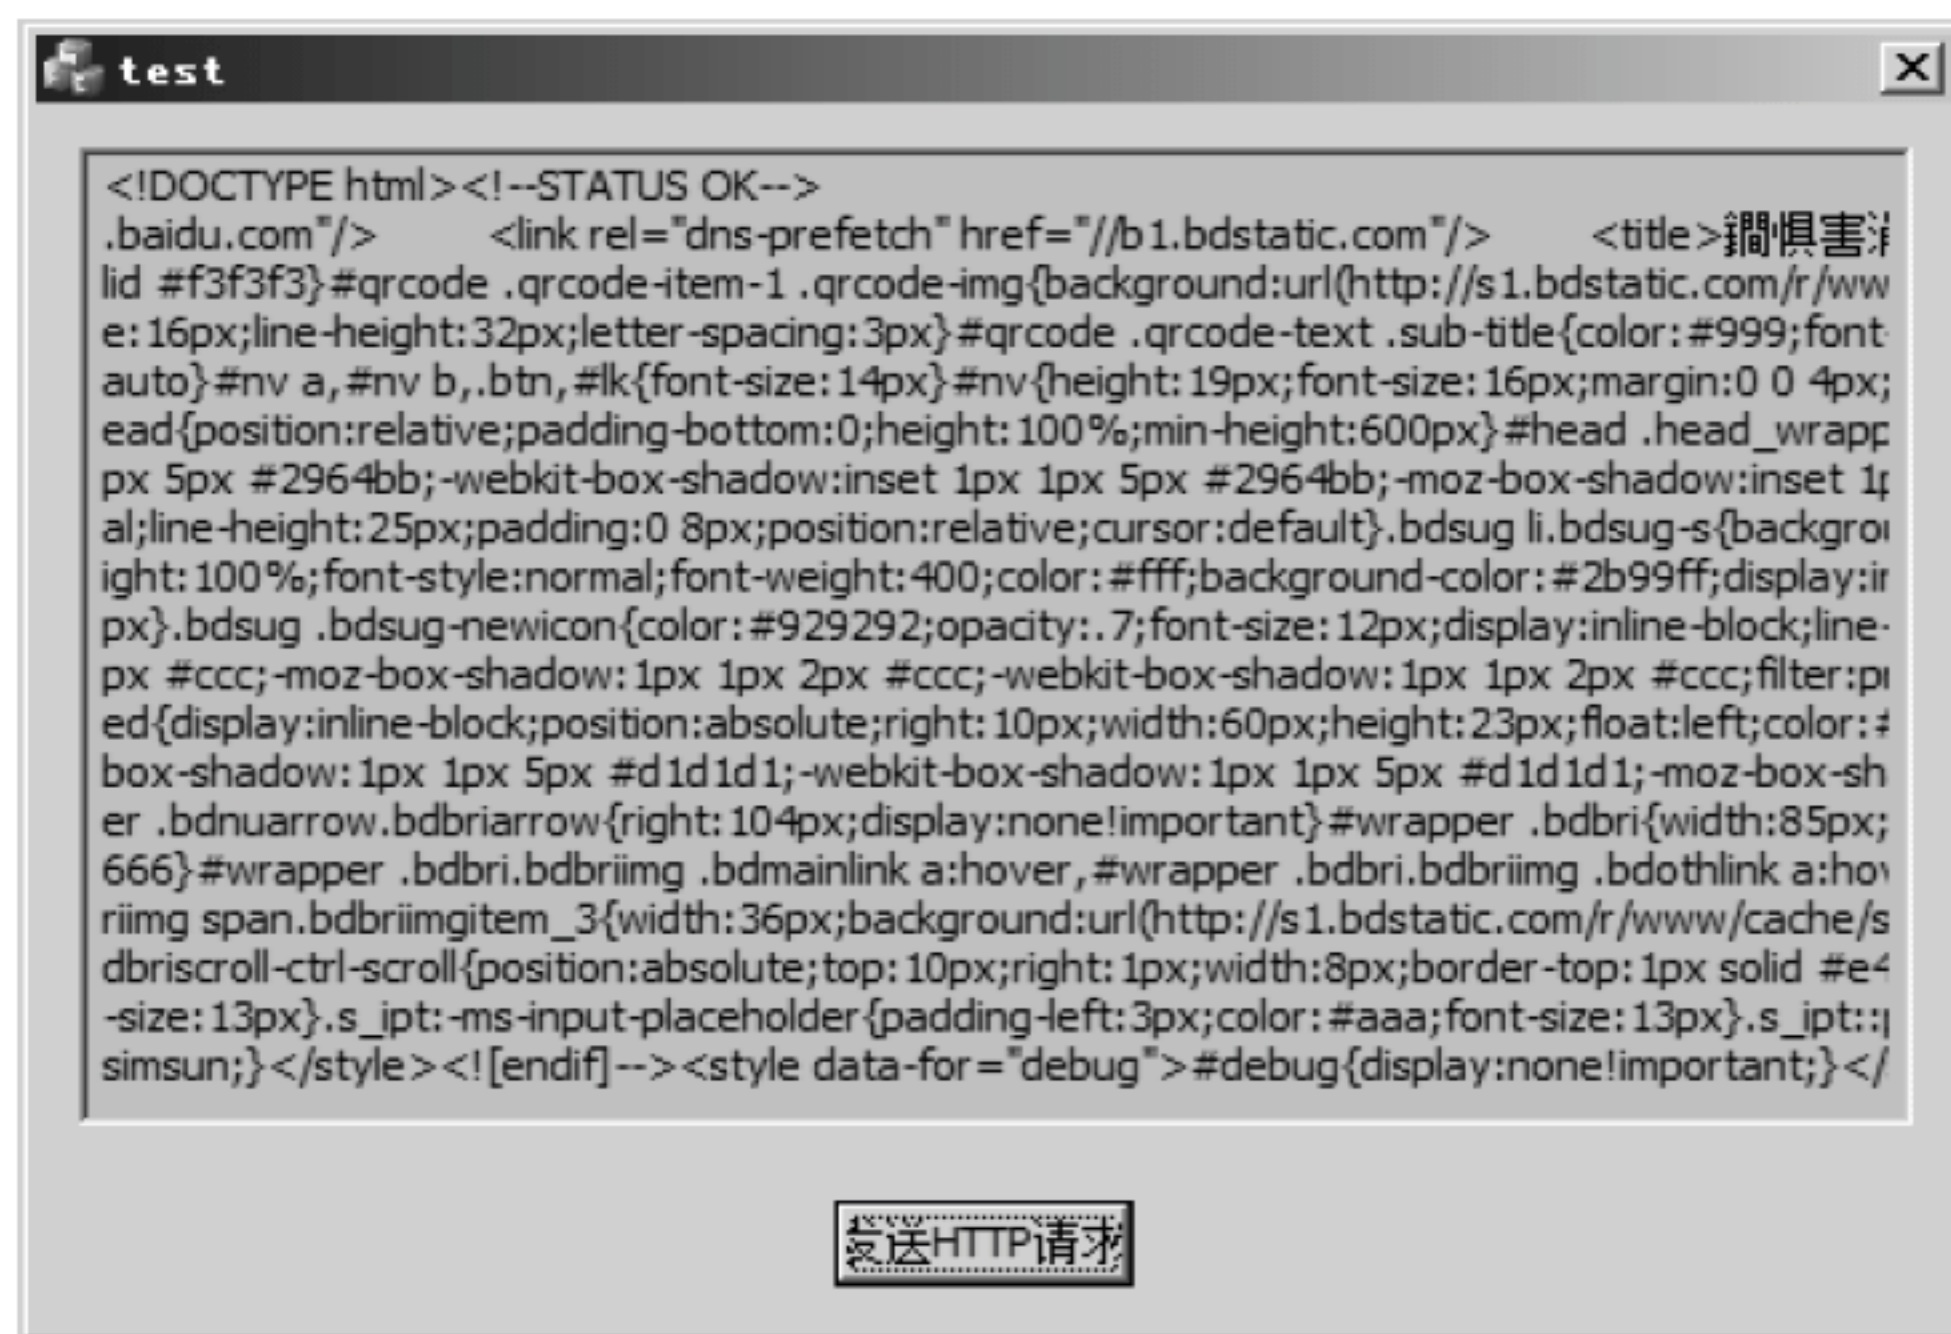 test
<!DOCTYPE html><!--STATUS OK-->
.baidu.com"/> <link rel="dns-prefetch" href="//b1.bdstatic.com"/> <title>鐧惧害
lid #f3f3f3}#qrcode .qrcode-item-1 .qrcode-img{background:url(http://s1.bdstatic.com/r/ww
e:16px;line-height:32px;letter-spacing:3px}#qrcode .qrcode-text .sub-title{color:#999;font-
auto}#nv a,#nv b,.btn,#lk{font-size:14px}#nv{height:19px;font-size:16px;margin:0 0 4px;
ead{position:relative;padding-bottom:0;height:100%;min-height:600px}#head .head_wrapp
px 5px #2964bb;-webkit-box-shadow:inset 1px 1px 5px #2964bb;-moz-box-shadow:inset 1p
al;line-height:25px;padding:0 8px;position:relative;cursor:default}.bdsug li.bdsug-s{backgrou
ight:100%;font-style:normal;font-weight:400;color:#fff;background-color:#2b99ff;display:in
px}.bdsug .bdsug-newicon{color:#929292;opacity:.7;font-size:12px;display:inline-block;line-
px #ccc;-moz-box-shadow:1px 1px 2px #ccc;-webkit-box-shadow:1px 1px 2px #ccc;filter:pr
ed{display:inline-block;position:absolute;right:10px;width:60px;height:23px;float:left;color:#
box-shadow:1px 1px 5px #d1d1d1;-webkit-box-shadow:1px 1px 5px #d1d1d1;-moz-box-sh
er .bdnuarrow.bdbriarrow{right:104px;display:none!important}#wrapper .bdbri{width:85px;
666}#wrapper .bdbri.bdbriimg .bdmainlink a:hover,#wrapper .bdbri.bdbriimg .bdothlink a:hov
riimg span.bdbriimgitem_3{width:36px;background:url(http://s1.bdstatic.com/r/www/cache/s
dbriscroll-ctrl-scroll{position:absolute;top:10px;right:1px;width:8px;border-top:1px solid #e4
-size:13px}.s_ipt:-ms-input-placeholder{padding-left:3px;color:#aaa;font-size:13px}.s_ipt::p
simsun;}</style><![endif]--><style data-for="debug">#debug{display:none!important;}</
发送HTTP请求